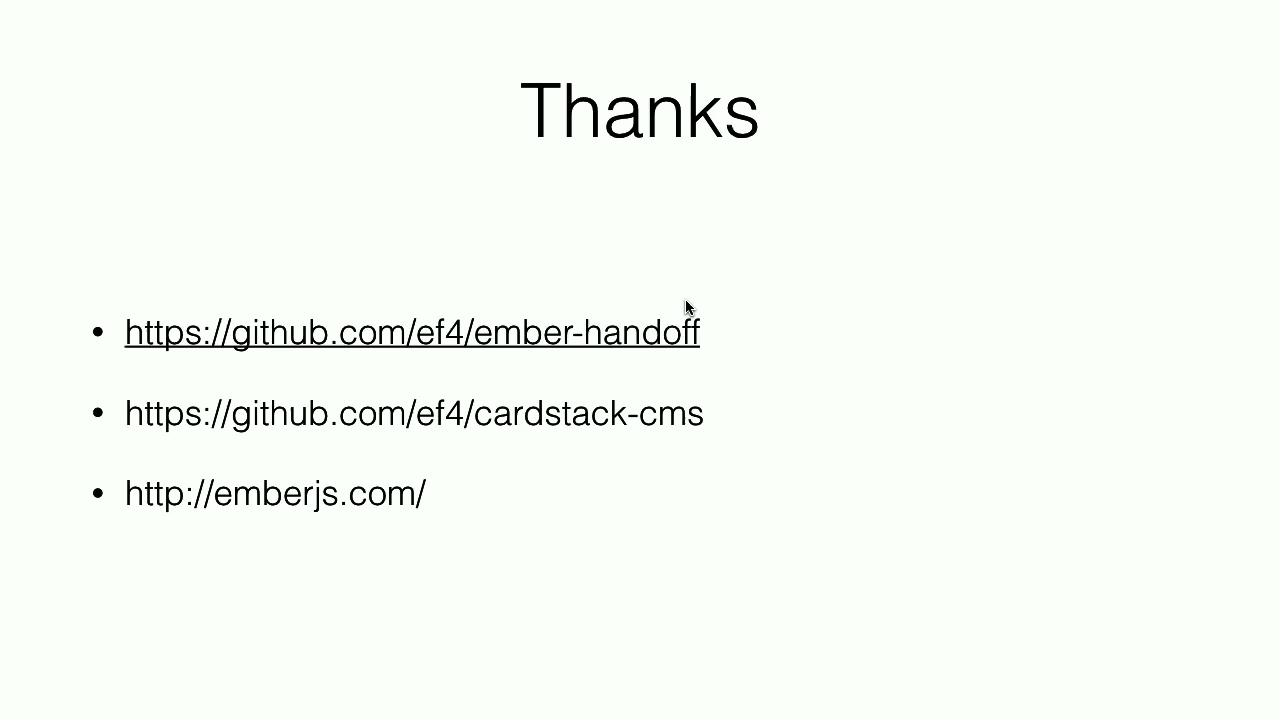 Thanks
• https://github.com/ef4/ember-handoff
• https://github.com/ef4/cardstack-cms
• http://emberjs.com/